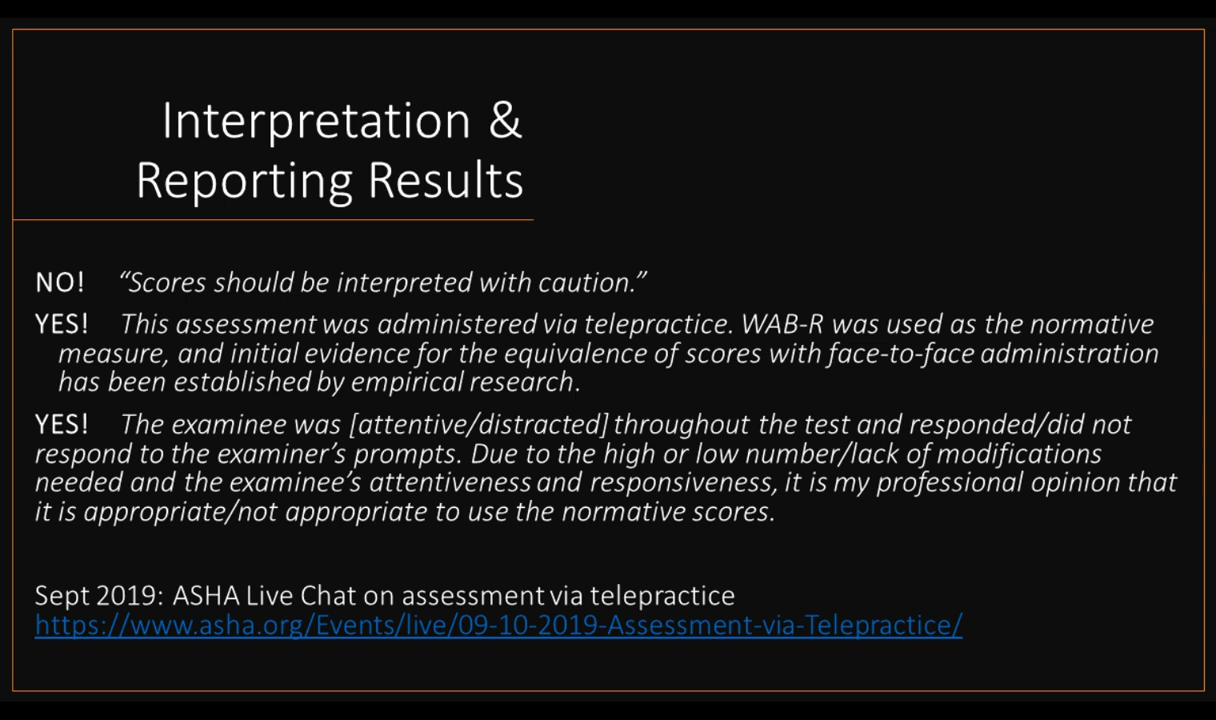 Interpretation &
Reporting Results
NO! “Scores should be interpreted with caution.”
YES! This assessment was administered via telepractice. WAB-R was used as the normative
measure, and initial evidence for the equivalence of scores with face-to-face administration
has been established by empirical research.
YES! The examinee was [attentive/distracted] throughout the test and responded/did not
respond to the examiner’s prompts. Due to the high or low number/lack of modifications
needed and the examinee’s attentiveness and responsiveness, it is my professional opinion that
it is appropriate/not appropriate to use the normative scores.
Sept 2019: ASHA Live Chat on assessment via telepractice
https://www.asha.org/Events/live/09-10-2019-Assessment-via-Telepractice/